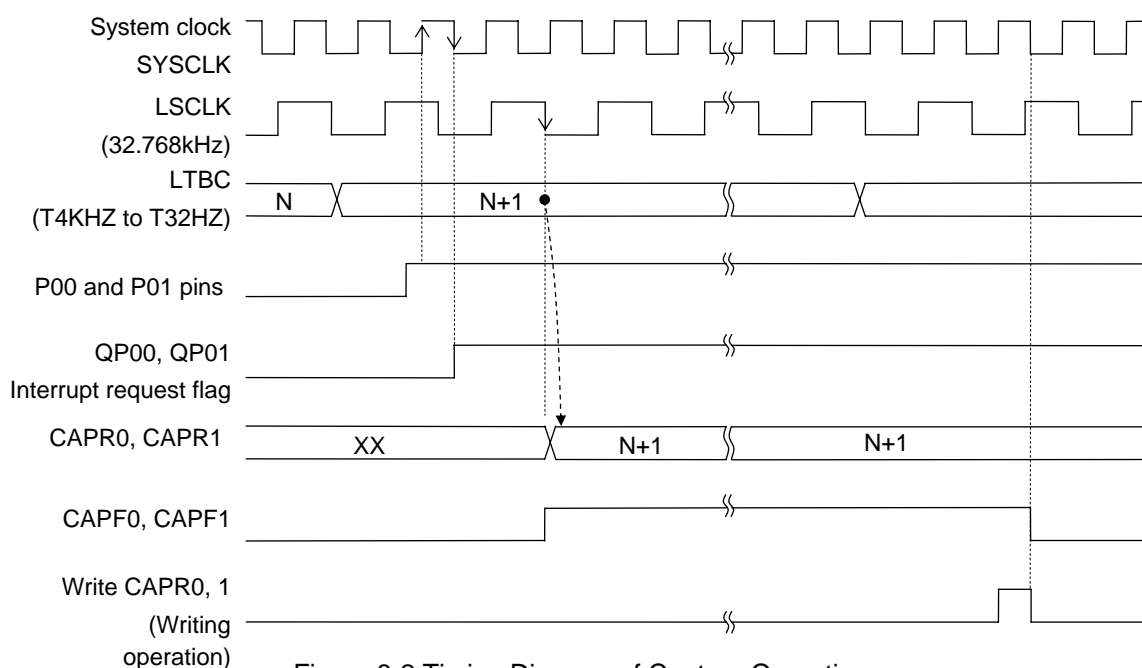 System clock
SYSCLK
LSCLK
(32.768kHz)
LTBC
(T4KHZ to T32HZ)
N
N+1
P00 and P01 pins
QP00, QP01
Interrupt request flag
CAPR0, CAPR1
XX
N+1
N+1
CAPF0, CAPF1
Write CAPR0, 1
(Writing
operation)